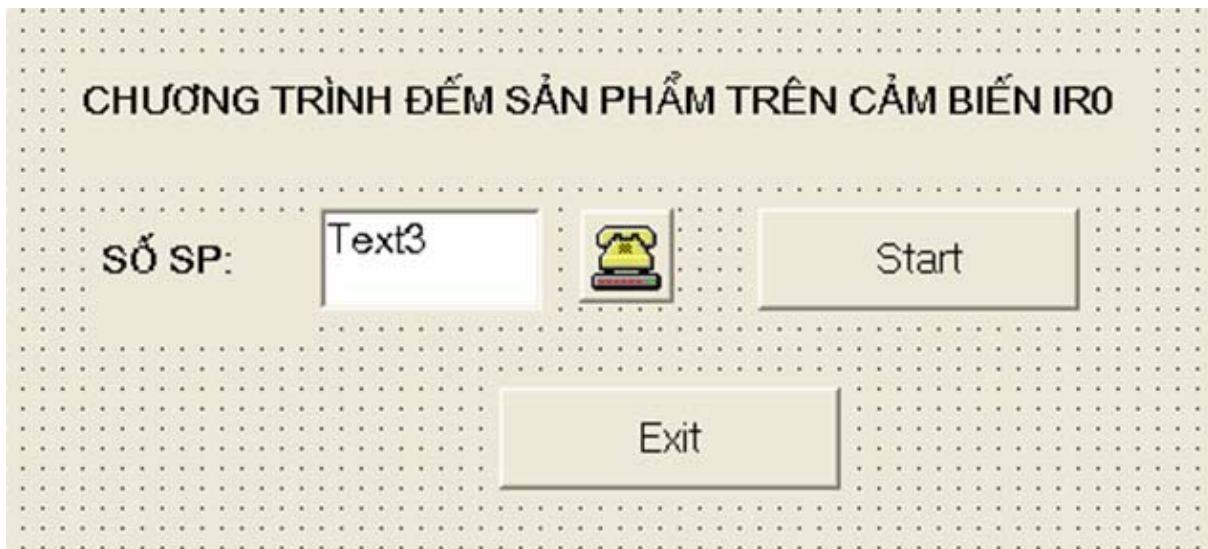 CHƯƠNG TRÌNH ĐẾM SẢN PHẨM TRÊN CẢM BIẾN IR0
SỐ SP:
Text3
Start
Exit